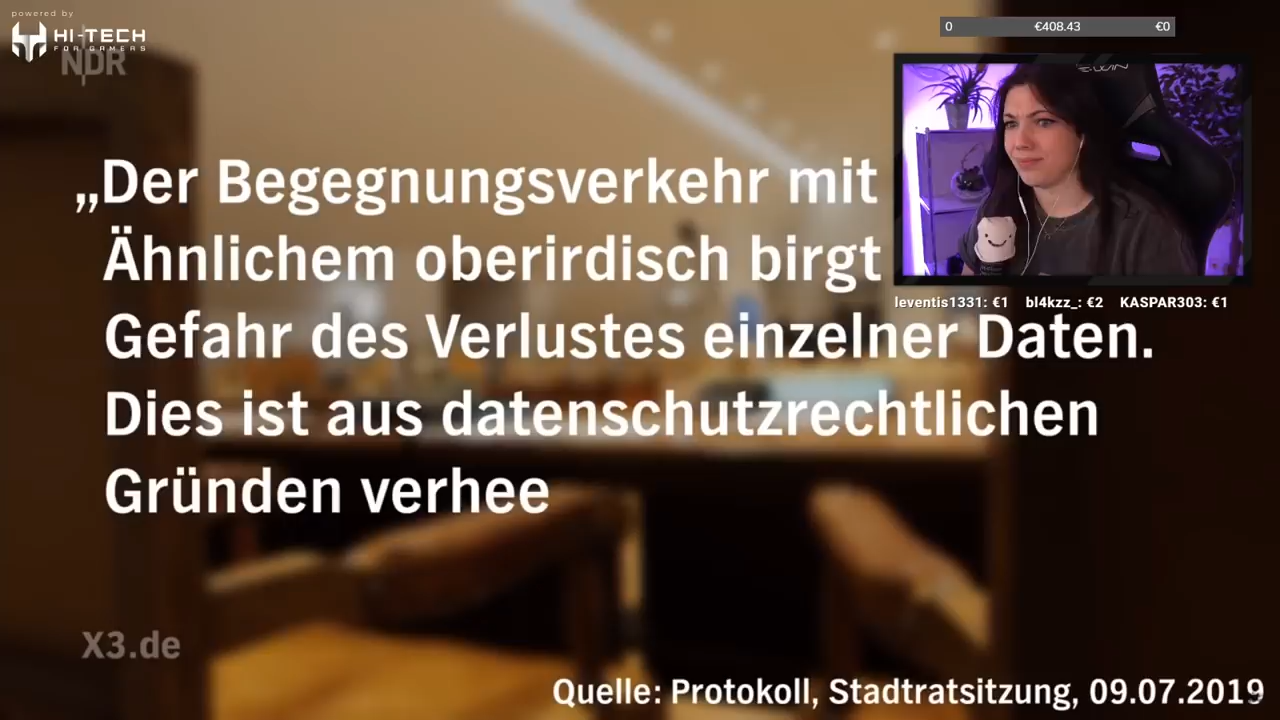 powered by
HI-TECH
FOR GAMERS
NDR
0 €408.43 €0
„Der Begegnungsverkehr mit
Ähnlichem oberirdisch birgt
leventis1331: €1 bl4kzz_: €2 KASPAR303: €1
Gefahr des Verlustes einzelner Daten.
Dies ist aus datenschutzrechtlichen
Gründen verhee
X3.de
Quelle: Protokoll, Stadtratsitzung, 09.07.2019